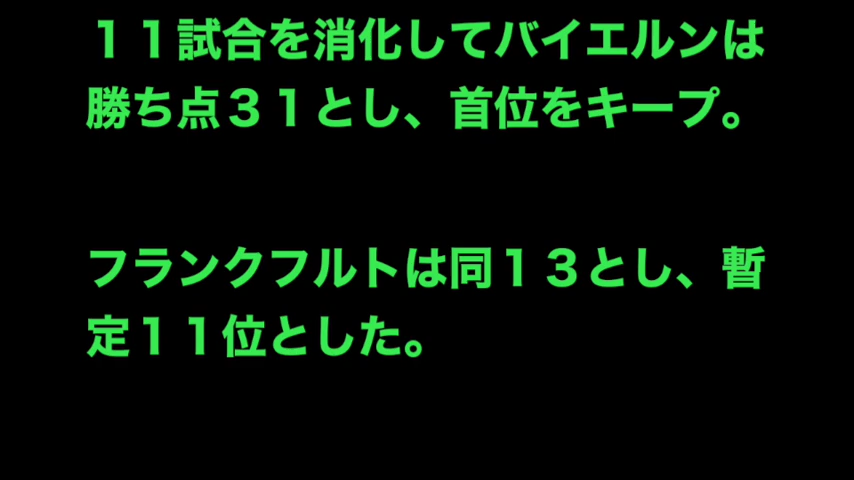 １１試合を消化してバイエルンは
勝ち点３１とし、首位をキープ。
フランクフルトは同１３とし、暫
定１１位とした。